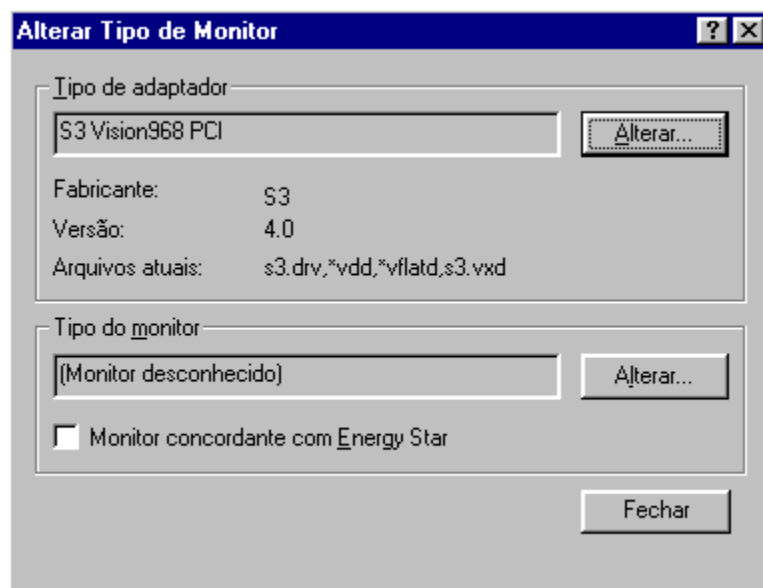 Alterar Tipo de Monitor
Tipo de adaptador
S3 Vision968 PCI
Alterar...
Fabricante: S3
Versão: 4.0
Arquivos atuais: s3.drv,*vdd,*vflatd,s3.vxd
Tipo do monitor
(Monitor desconhecido)
Alterar...
Monitor concordante com Energy Star
Fechar